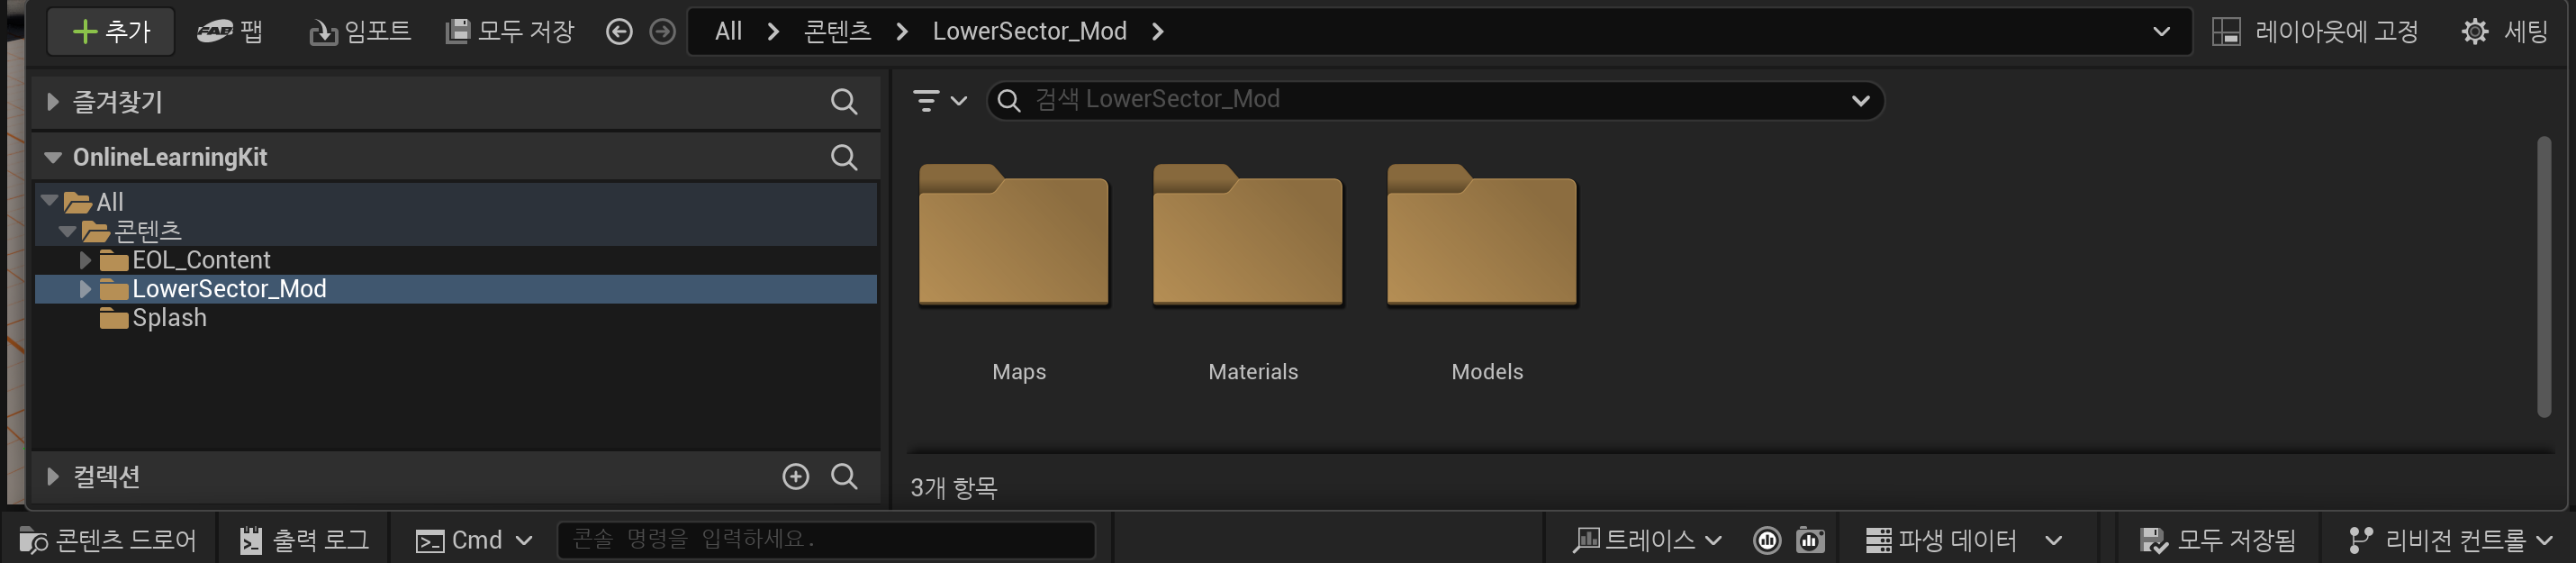 추가
FAB 팝
임포트
모두 저장
All
콘텐츠
LowerSector_Mod
레이아웃에 고정
세팅
즐겨찾기
OnlineLearningKit
All
콘텐츠
EOL_Content
LowerSector_Mod
Splash
컬렉션
검색 LowerSector_Mod
Maps
Materials
Models
3개 항목
콘텐츠 드로어
출력 로그
Cmd
콘솔 명령을 입력하세요.
트레이스
파생 데이터
모두 저장됨
리비전 컨트롤